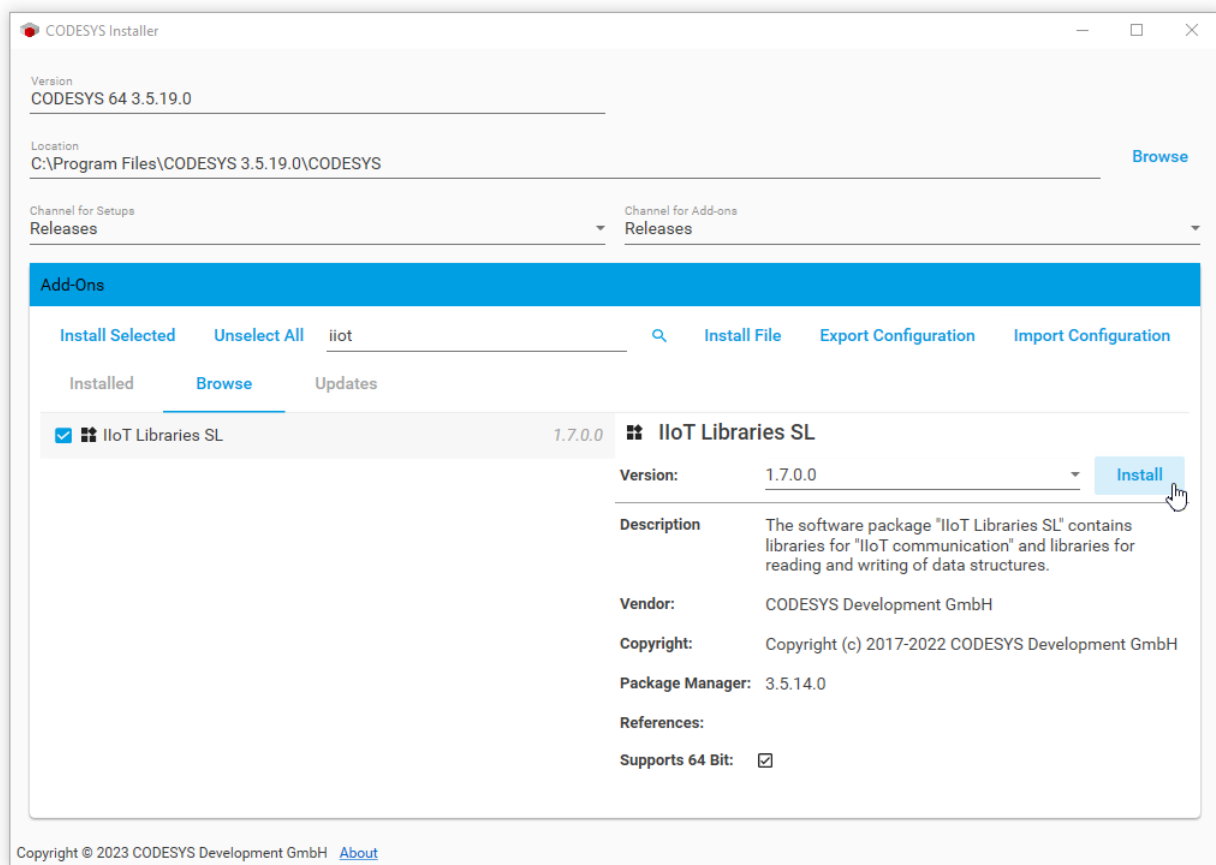 CODESYS Installer
Version
CODESYS 64 3.5.19.0
Location
C:\Program Files\CODESYS 3.5.19.0\CODESYS
Browse
Channel for Setups
Releases
Channel for Add-ons
Releases
Add-Ons
Install Selected Unselect All iiot Install File Export Configuration Import Configuration
Installed Browse Updates
IIoT Libraries SL 1.7.0.0
IIoT Libraries SL
Version: 1.7.0.0 Install
Description The software package "IIoT Libraries SL" contains
libraries for "IIoT communication" and libraries for
reading and writing of data structures.
Vendor: CODESYS Development GmbH
Copyright: Copyright (c) 2017-2022 CODESYS Development GmbH
Package Manager: 3.5.14.0
References:
Supports 64 Bit:
Copyright © 2023 CODESYS Development GmbH About